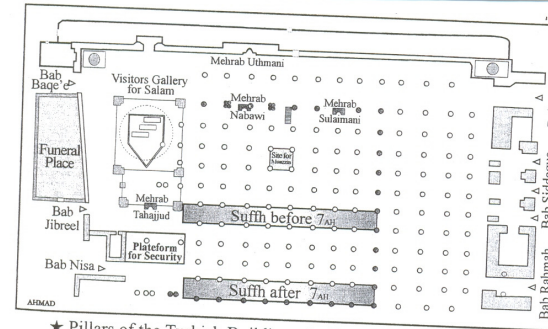 Mehrab Uthmani
Bab
Baqe'e
Visitors Gallery
for Salam
Mehrab
Nabawi
Mehrab
Sulaimani
Funeral
Place
Site for
Mehrab
Tahajjud
Suffh before 7AH
Bab
Jibreel
Plateform
for Security
Bab Nisa
Suffh after 7AH
Bab Rahmah
AHMAD
★ Pillars of the Turkish